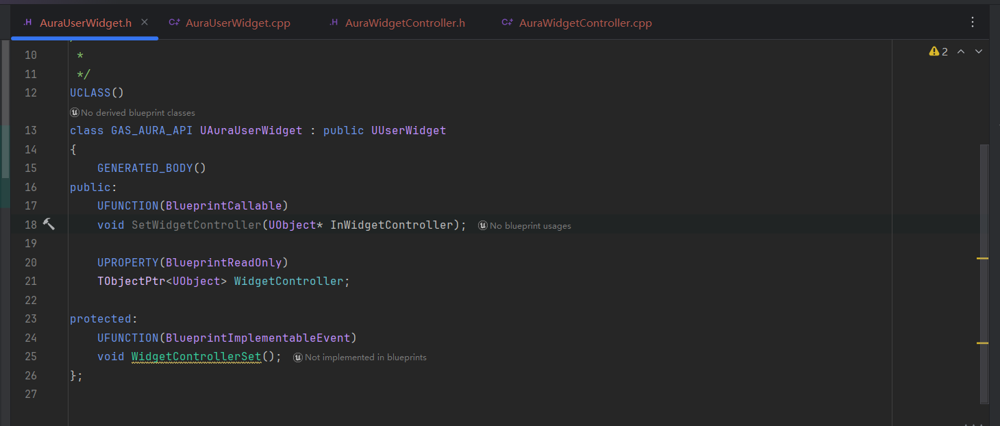 .H AuraUserWidget.h × C++ AuraUserWidget.cpp .H AuraWidgetController.h C++ AuraWidgetController.cpp
2
10 *
11 */
12 UCLASS()
No derived blueprint classes
13 class GAS_AURA_API UAuraUserWidget : public UUserWidget
14 {
15 GENERATED_BODY()
16 public:
17 UFUNCTION(BlueprintCallable)
18 void SetWidgetController(UObject* InWidgetController); No blueprint usages
19
20 UPROPERTY(BlueprintReadOnly)
21 TObjectPtr<UObject> WidgetController;
22
23 protected:
24 UFUNCTION(BlueprintImplementableEvent)
25 void WidgetControllerSet(); Not implemented in blueprints
26 };
27